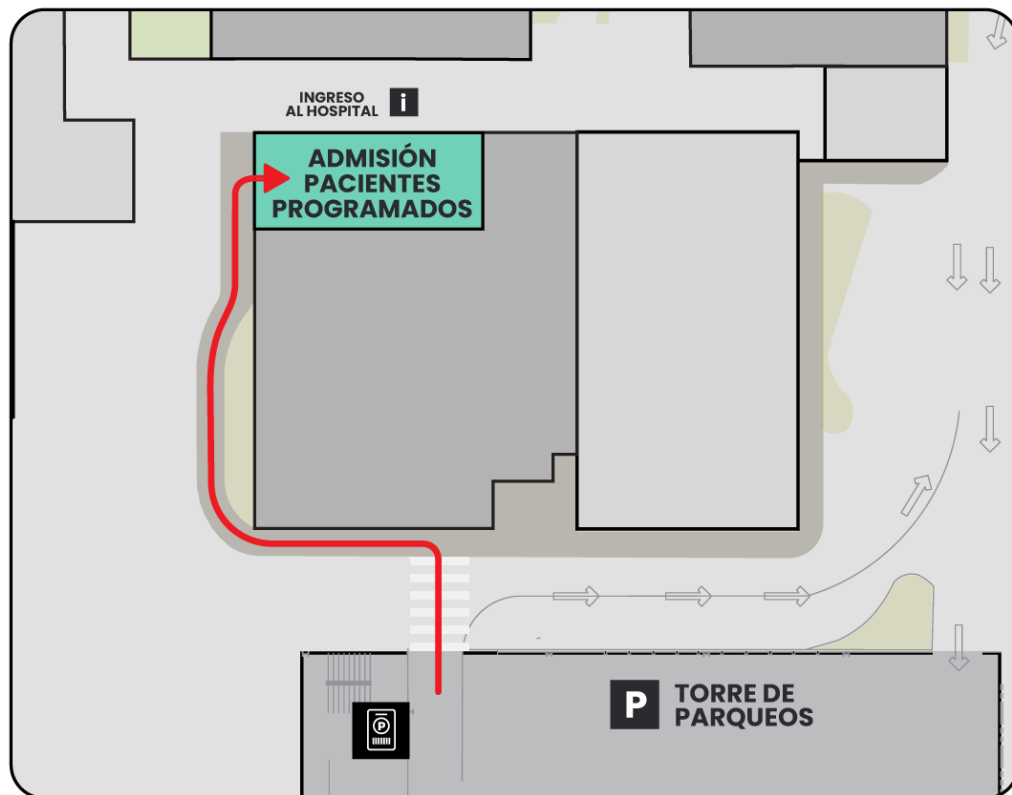 INGRESO
AL HOSPITAL
i
ADMISIÓN
PACIENTES
PROGRAMADOS
P
TORRE DE
PARQUEOS
P